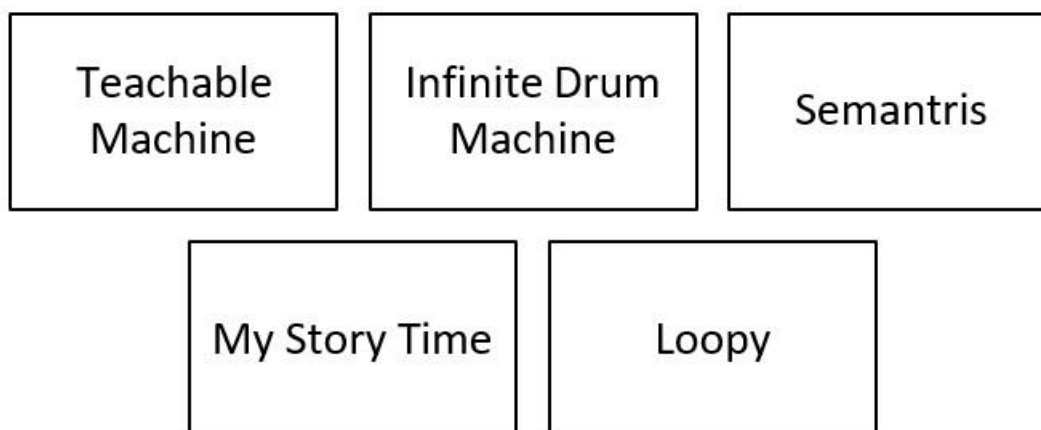 Teachable
Machine
Infinite Drum
Machine
Semantris
My Story Time
Loopy